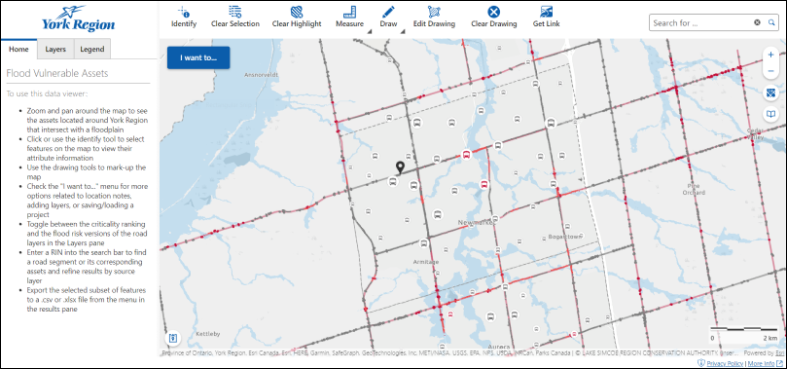 York Region
Identify
Clear Selection
Clear Highlight
Measure
Draw
Edit Drawing
Clear Drawing
Get Link
Search for ...
Home
Layers
Legend
I want to...
Flood Vulnerable Assets
To use this data viewer:
• Zoom and pan around the map to see
the assets located around York Region
that intersect with a floodplain
• Click or use the identify tool to select
features on the map to view their
attribute information
• Use the drawing tools to mark-up the
map
• Check the "I want to..." menu for more
options related to location notes,
adding layers, or saving/loading a
project
• Toggle between the criticality ranking
and the flood risk versions of the road
layers in the Layers pane
• Enter a RIN into the search bar to find
a road segment or its corresponding
assets and refine results by source
layer
• Export the selected subset of features
to a .csv or .xlsx file from the menu in the
results pane
Ansnorveldt
Pine
Orchard
Newmarket
Bogarttown
Armitage
Kettleby
Aurora
0 2 km
Province of Ontario, York Region, Esri Canada, Esri, HERE, Garmin, SafeGraph, GeoTechnologies, Inc, METI/NASA, USGS, EPA, NPS, USDA, NRCan, Parks Canada | © LAKE SIMCOE REGION CONSERVATION AUTHORITY,
Powered by Esri
Privacy Policy | More Info